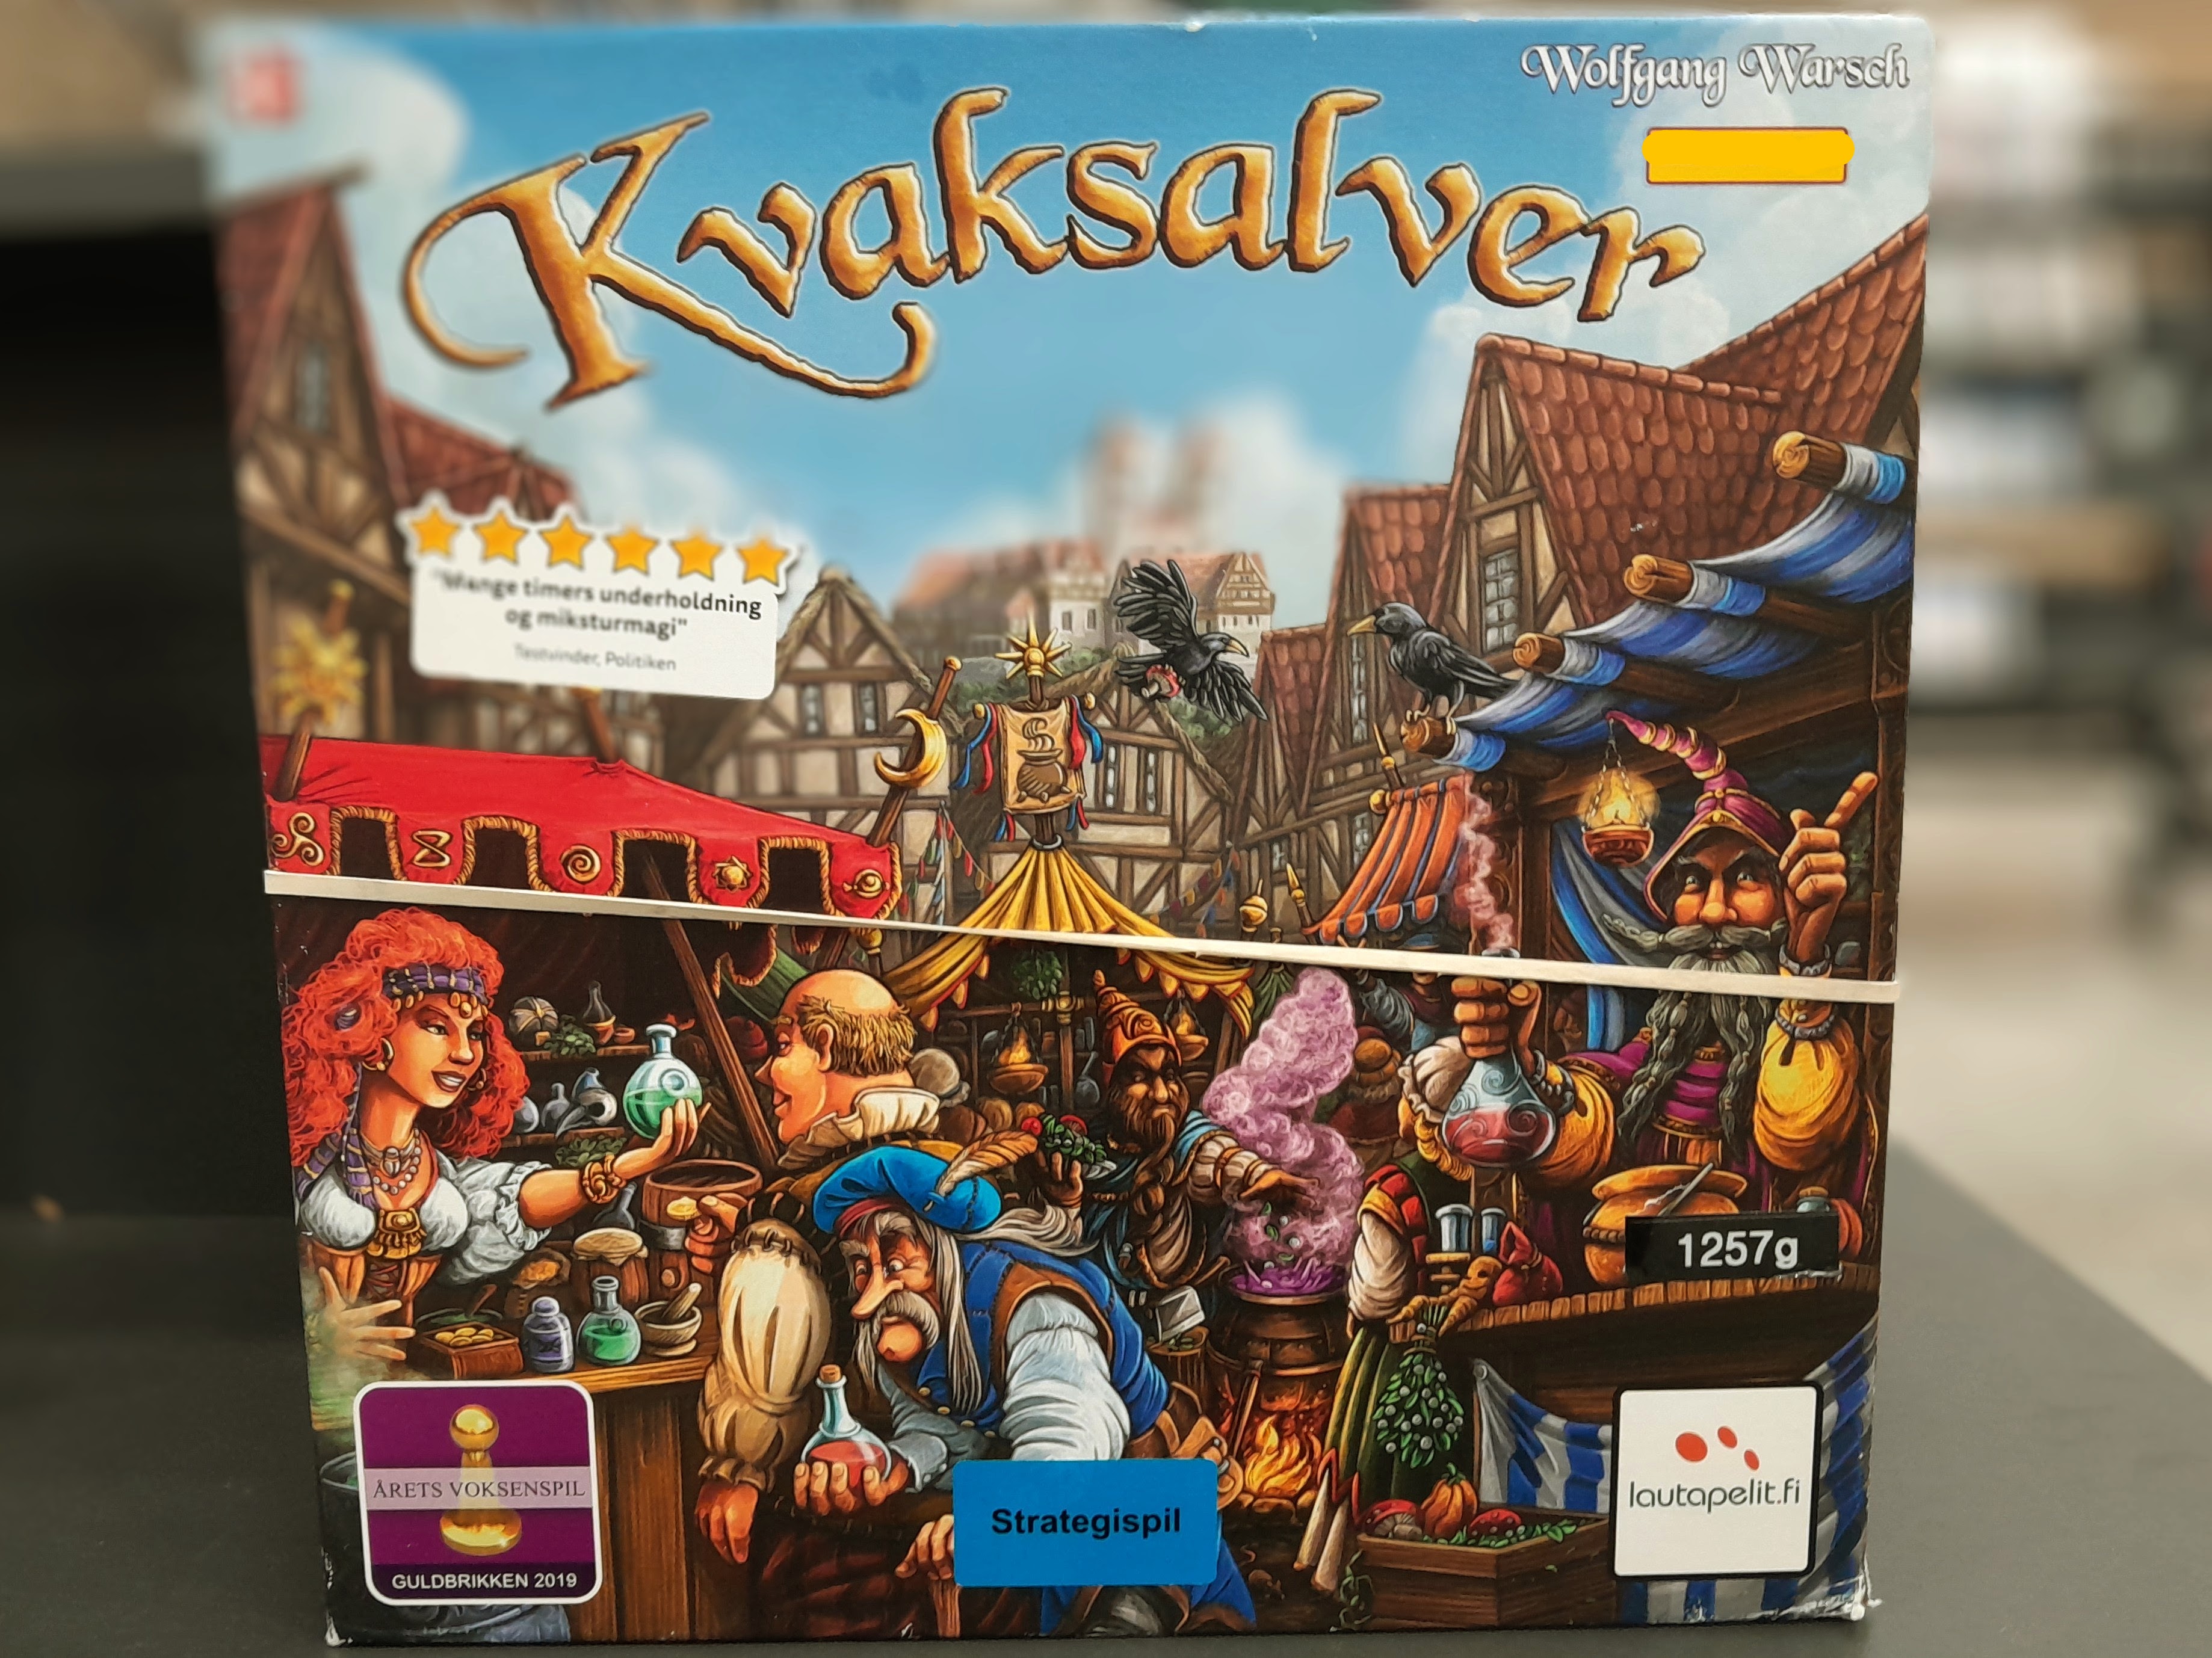 Wolfgang Warsch
Kvaksalver
"Mange timers underholdning
og miksturmagi"
Testvinder, Politiken
1257g
ÅRETS VOKSENSPIL
GULDBRIKKEN 2019
Strategispil
lautapelit.fi